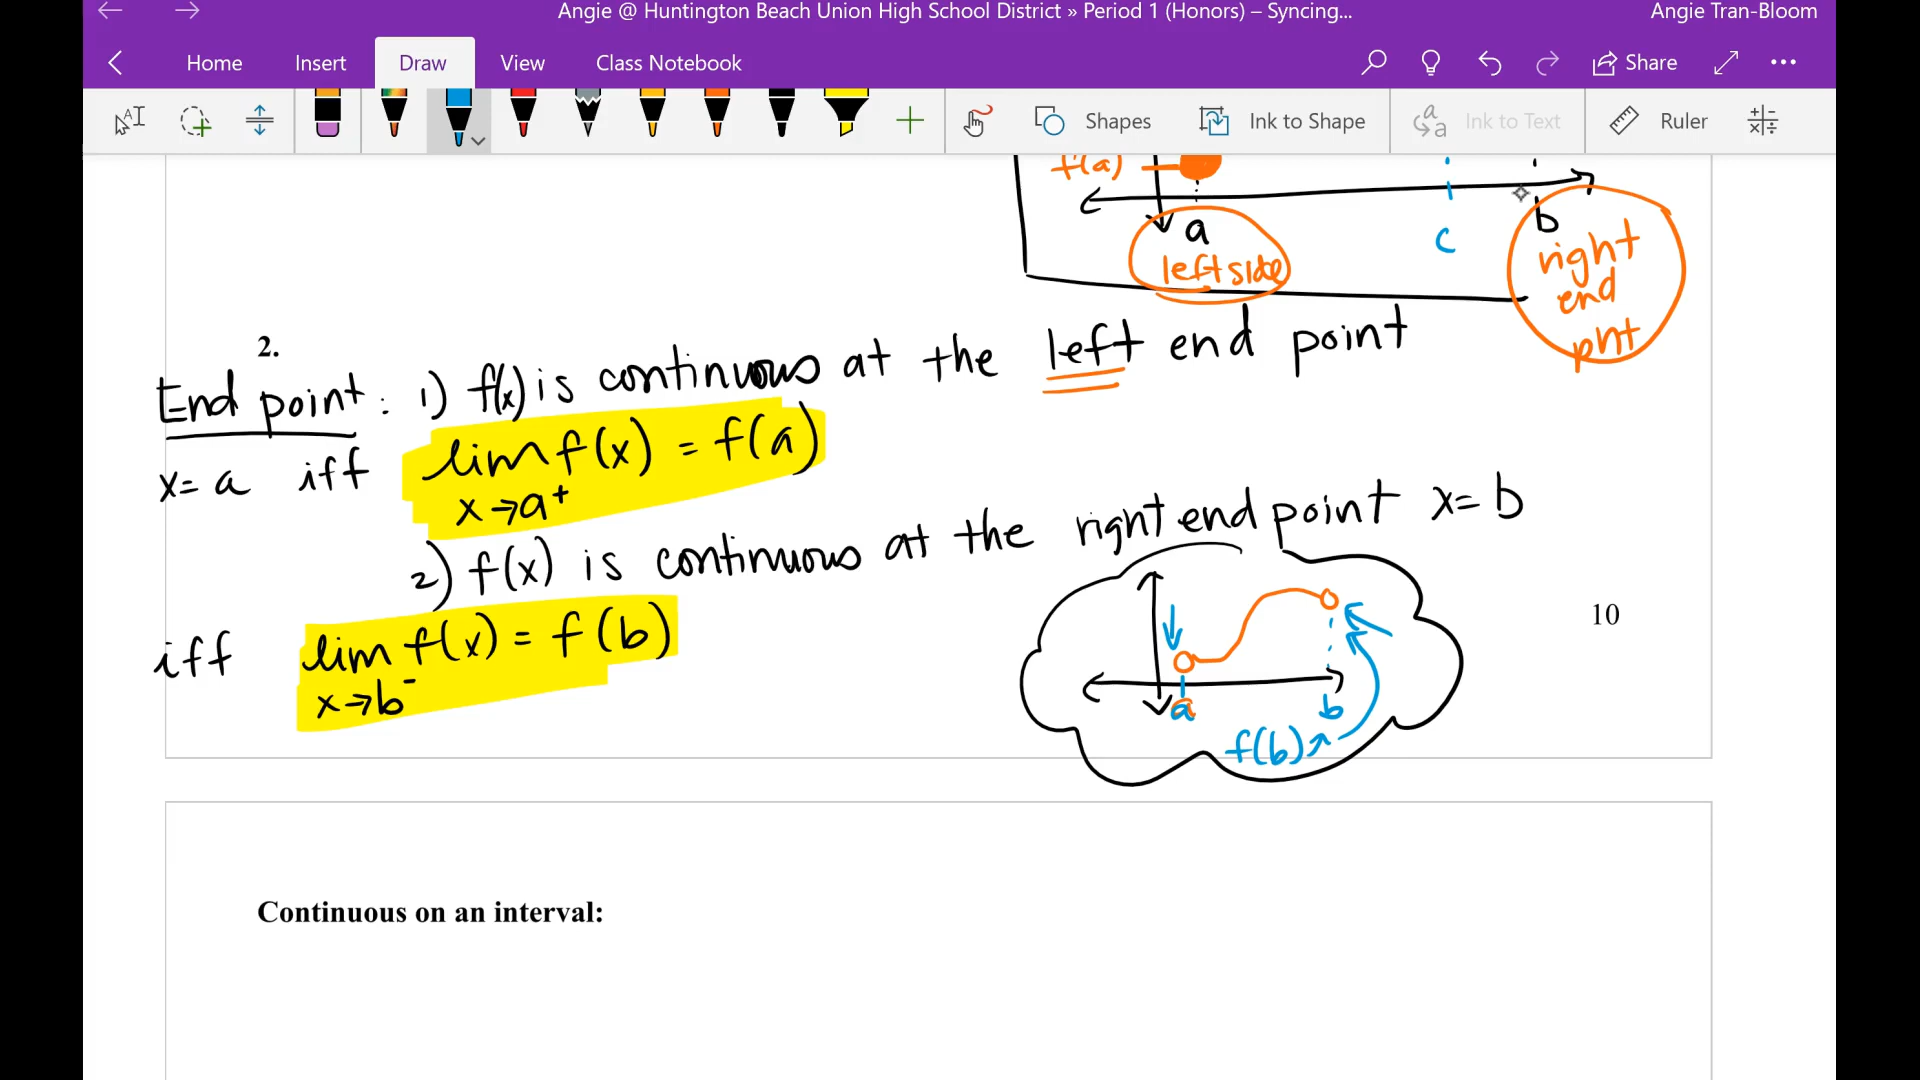 Angie @ Huntington Beach Union High School District » Period 1 (Honors) – Syncing...
Angie Tran-Bloom
Home Insert Draw View Class Notebook
Share
Shapes Ink to Shape Ink to Text Ruler
f(a)
a
left side
c
b
right
end
pnt
2.
End point: 1) f(x) is continuous at the left end point
x=a iff lim f(x) = f(a)
x→a⁺
2) f(x) is continuous at the right end point x=b
iff lim f(x) = f(b)
x→b⁻
a
b
f(b)
10
Continuous on an interval: